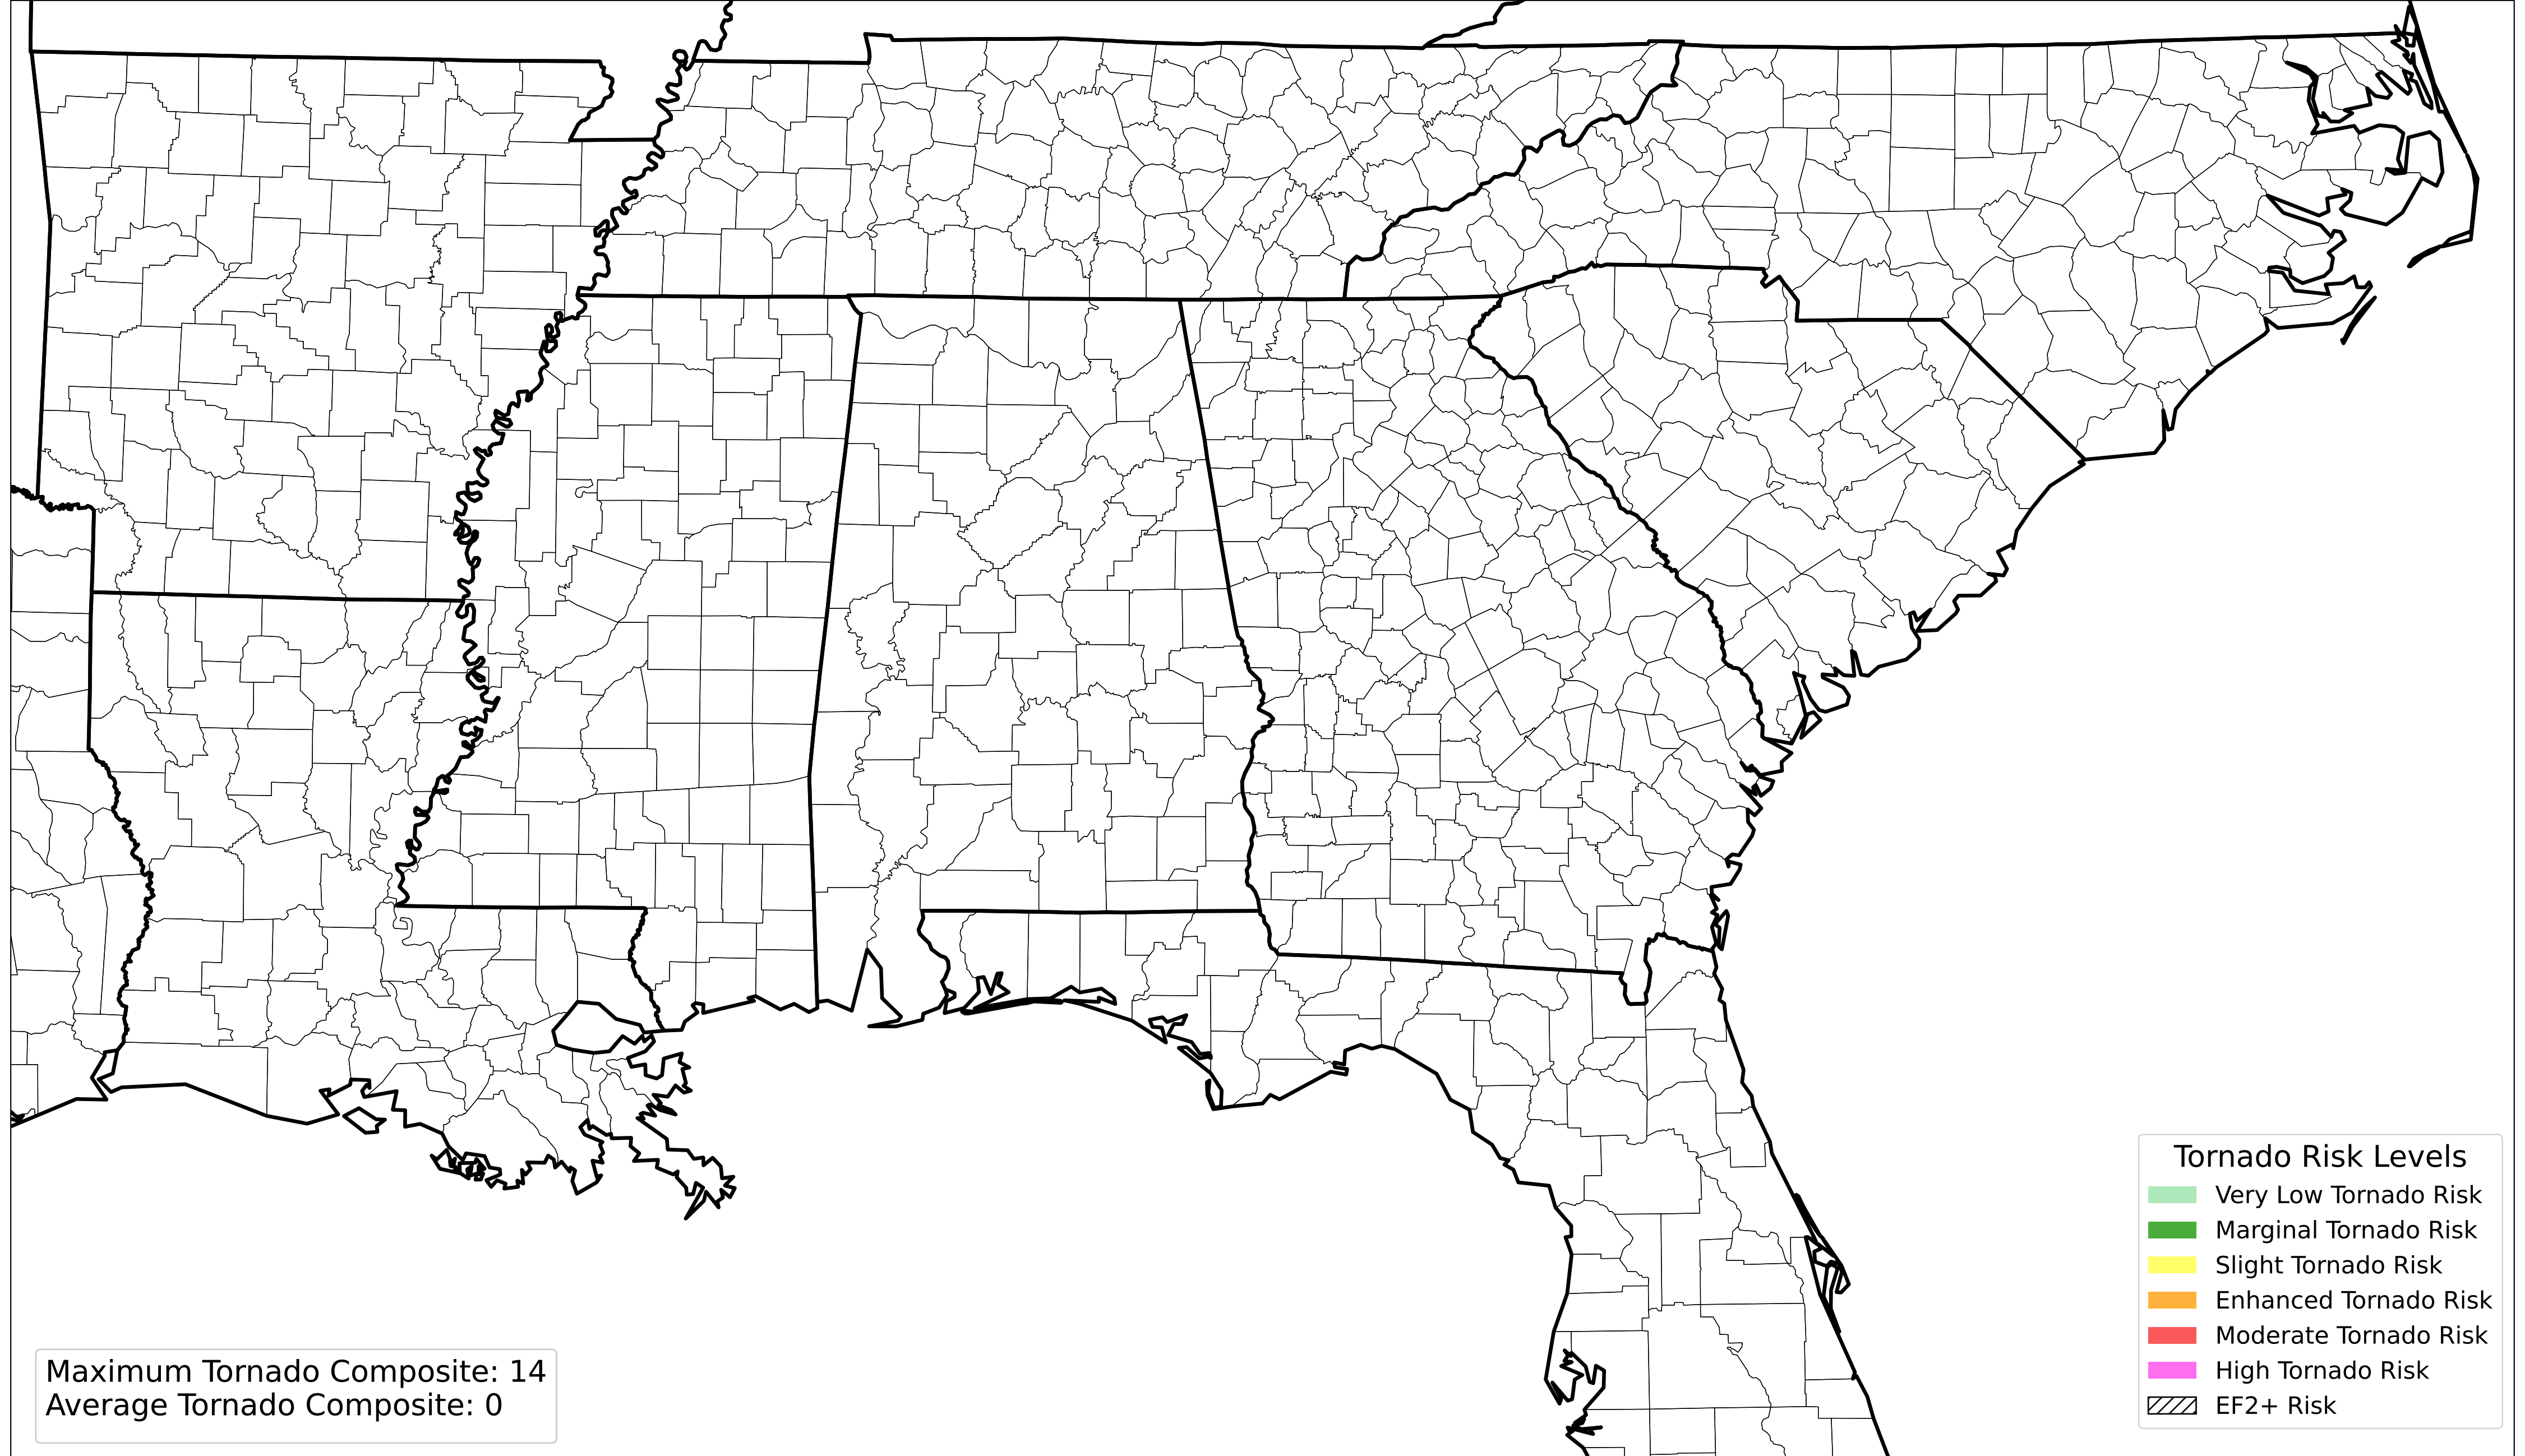 Tornado Risk Levels
Very Low Tornado Risk
Marginal Tornado Risk
Slight Tornado Risk
Enhanced Tornado Risk
Moderate Tornado Risk
High Tornado Risk
EF2+ Risk
Maximum Tornado Composite: 14
Average Tornado Composite: 0